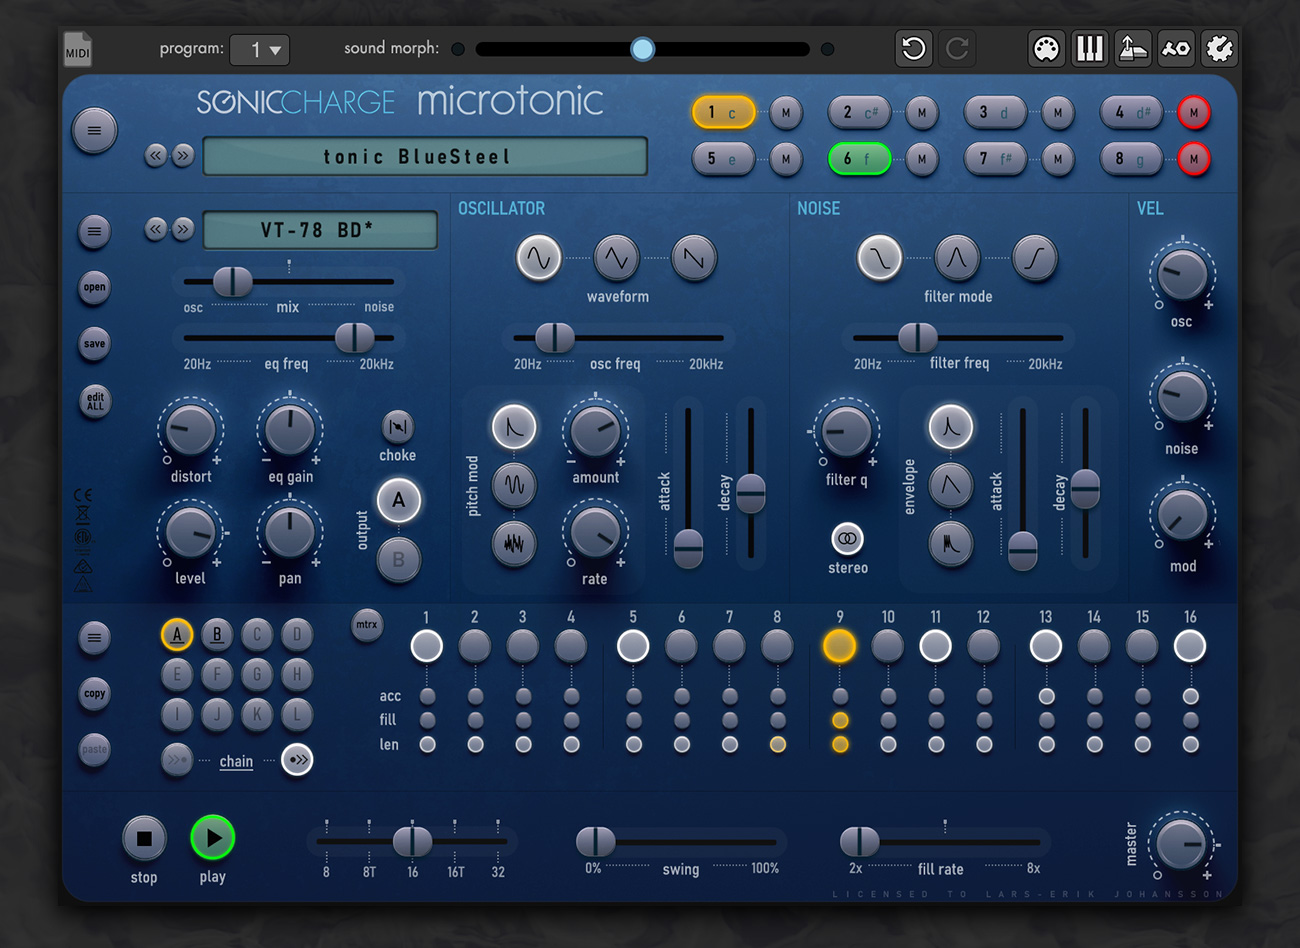 MIDI program: 1 sound morph:
SONICCHARGE microtonic
1 c M 2 c# M 3 d M 4 d# M
tonic BlueSteel
5 e M 6 f M 7 f# M 8 g M
OSCILLATOR NOISE VEL
VT-78 BD*
open
osc mix noise
waveform
filter mode
osc
save
20Hz eq freq 20kHz
20Hz osc freq 20kHz
20Hz filter freq 20kHz
edit ALL
distort eq gain
choke
pitch mod
amount
attack
decay
filter q
envelope
attack
decay
noise
A
output
B
level pan
rate
stereo
mod
A B C D
mtrx
1 2 3 4 5 6 7 8 9 10 11 12 13 14 15 16
E F G H
copy
acc
I J K L
fill
paste
len
chain
stop play
8 8T 16 16T 32
0% swing 100%
2x fill rate 8x
master
LICENSED TO LARS-ERIK JOHANSSON